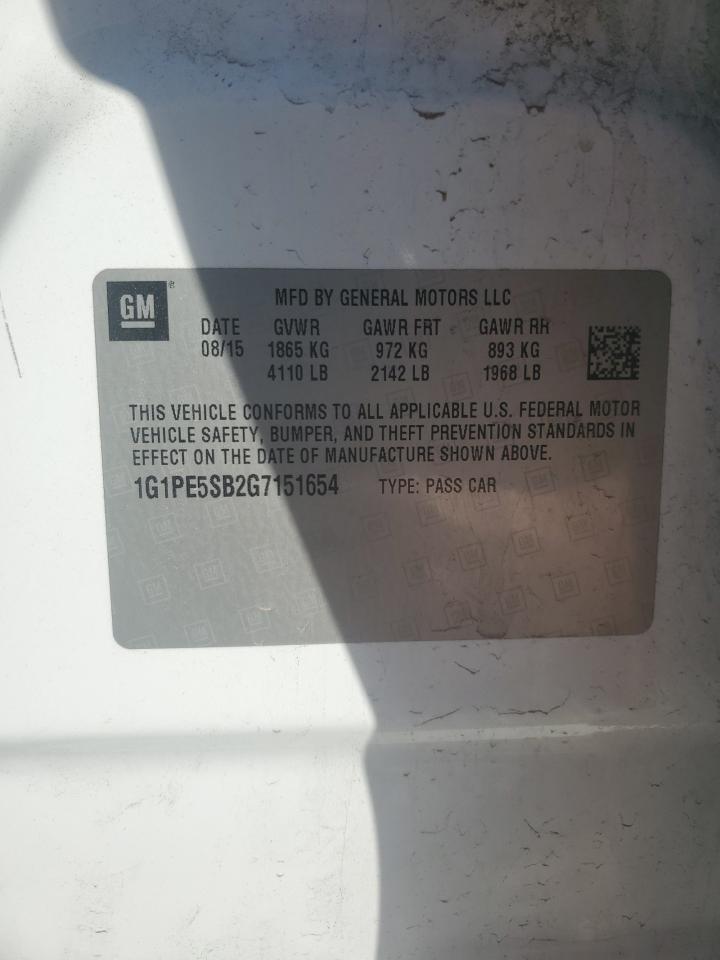 GM ®
MFD BY GENERAL MOTORS LLC
DATE GVWR GAWR FRT GAWR RR
08/15 1865 KG 972 KG 893 KG
4110 LB 2142 LB 1968 LB
THIS VEHICLE CONFORMS TO ALL APPLICABLE U.S. FEDERAL MOTOR
VEHICLE SAFETY, BUMPER, AND THEFT PREVENTION STANDARDS IN
EFFECT ON THE DATE OF MANUFACTURE SHOWN ABOVE.
1G1PE5SB2G7151654 TYPE: PASS CAR